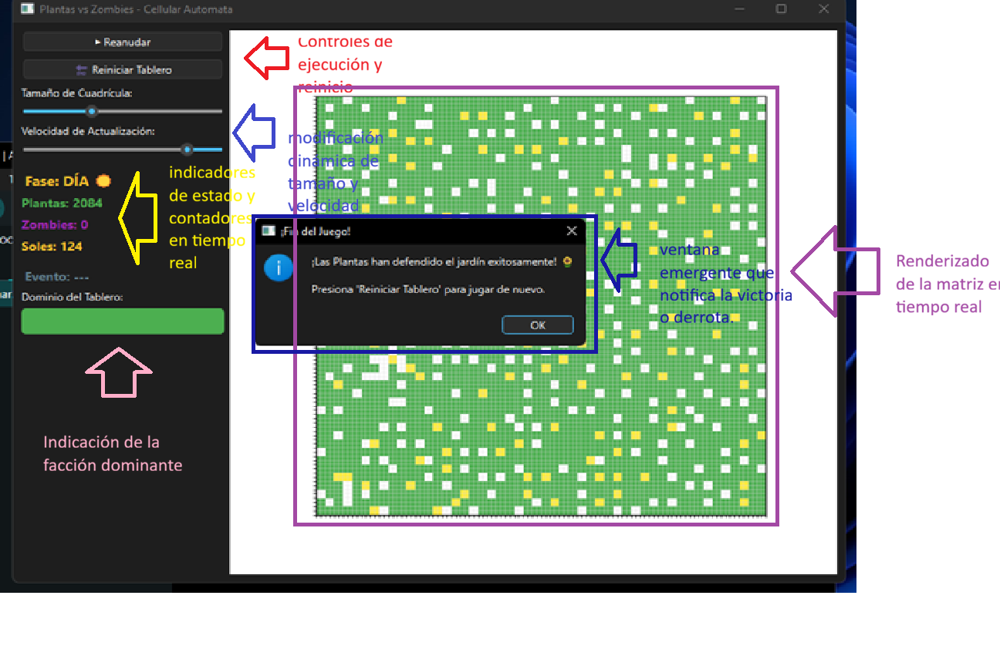 Plantas vs Zombies - Cellular Automata
Reanudar
Reiniciar Tablero
Tamaño de Cuadrícula:
Velocidad de Actualización:
Fase: DÍA
Plantas: 2084
Zombies: 0
Soles: 124
Evento: ---
Dominio del Tablero:
Indicación de la
facción dominante
Controles de
ejecución y
reinicio
modificación
dinámica de
tamaño y
velocidad
indicadores
de estado y
contadores
en tiempo
real
¡Fin del Juego!
¡Las Plantas han defendido el jardín exitosamente!
Presiona 'Reiniciar Tablero' para jugar de nuevo.
OK
ventana
emergente que
notifica la victoria
o derrota.
Renderizado
de la matriz en
tiempo real